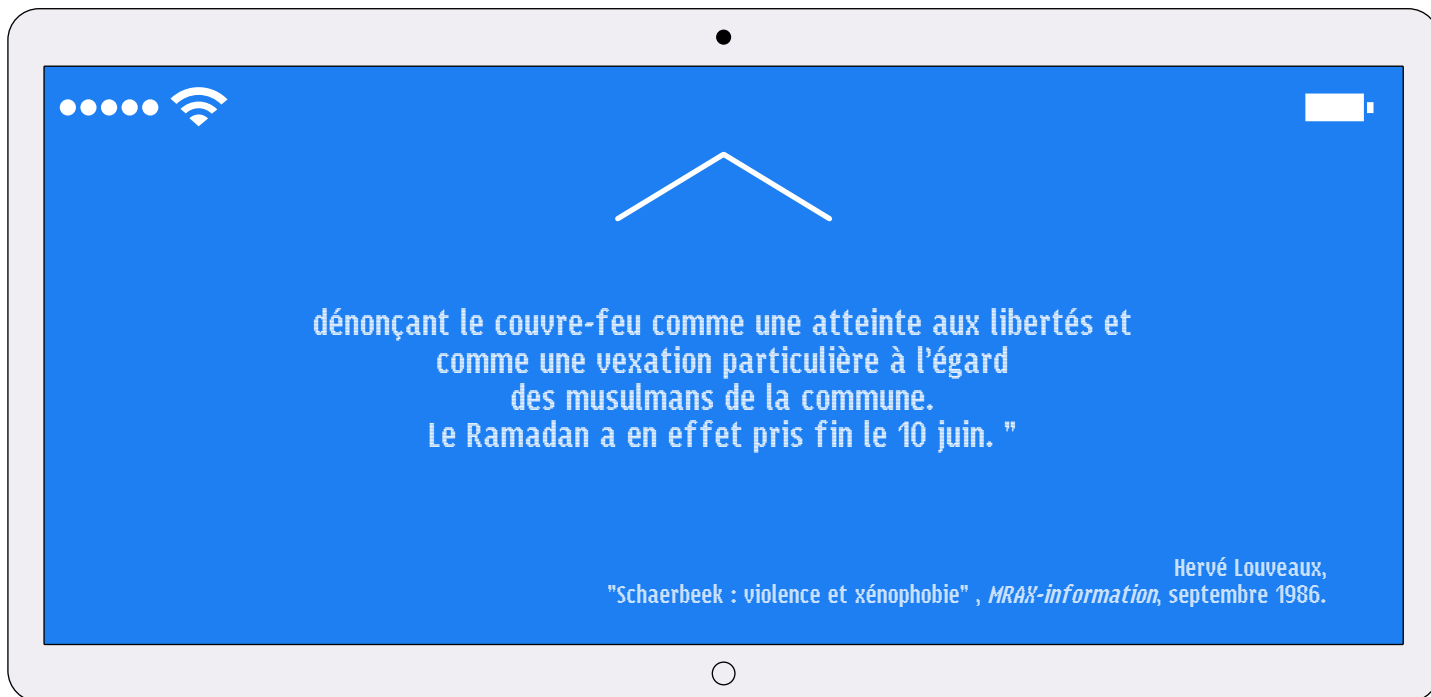 dénonçant le couvre-feu comme une atteinte aux libertés et
comme une vexation particulière à l'égard
des musulmans de la commune.
Le Ramadan a en effet pris fin le 10 juin. "
Hervé Louveaux,
"Schaerbeek : violence et xénophobie" , MRAX-information, septembre 1986.